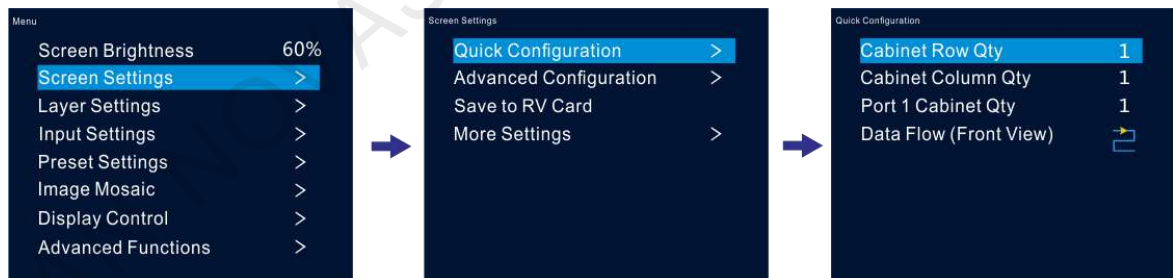 Menu
Screen Brightness 60%
Screen Settings >
Layer Settings >
Input Settings >
Preset Settings >
Image Mosaic >
Display Control >
Advanced Functions >
Screen Settings
Quick Configuration >
Advanced Configuration >
Save to RV Card
More Settings >
Quick Configuration
Cabinet Row Qty 1
Cabinet Column Qty 1
Port 1 Cabinet Qty 1
Data Flow (Front View)